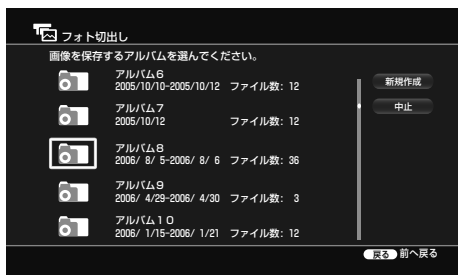 フォト切出し
画像を保存するアルバムを選んでください。
アルバム6
2005/10/10-2005/10/12 ファイル数: 12
新規作成
アルバム7
2005/10/12 ファイル数: 12
中止
アルバム8
2006/ 8/ 5-2006/ 8/ 6 ファイル数: 36
アルバム9
2006/ 4/29-2006/ 4/30 ファイル数: 3
アルバム10
2006/ 1/15-2006/ 1/21 ファイル数: 12
戻る 前へ戻る